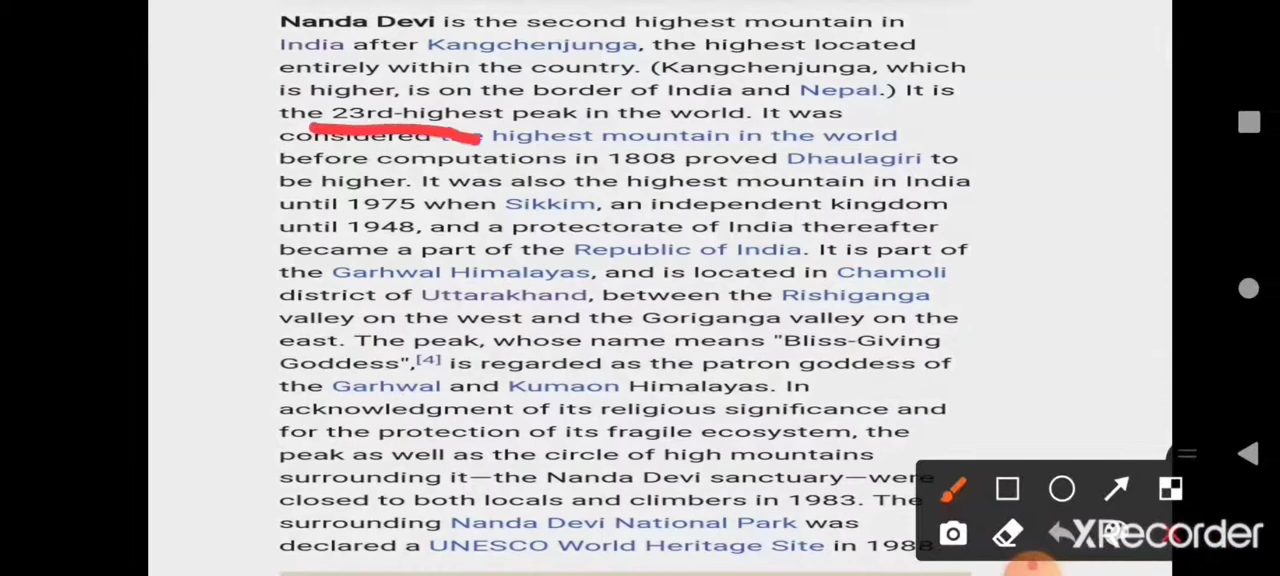 Nanda Devi is the second highest mountain in
India after Kangchenjunga, the highest located
entirely within the country. (Kangchenjunga, which
is higher, is on the border of India and Nepal.) It is
the 23rd-highest peak in the world. It was
considered the highest mountain in the world
before computations in 1808 proved Dhaulagiri to
be higher. It was also the highest mountain in India
until 1975 when Sikkim, an independent kingdom
until 1948, and a protectorate of India thereafter
became a part of the Republic of India. It is part of
the Garhwal Himalayas, and is located in Chamoli
district of Uttarakhand, between the Rishiganga
valley on the west and the Goriganga valley on the
east. The peak, whose name means "Bliss-Giving
Goddess",[4] is regarded as the patron goddess of
the Garhwal and Kumaon Himalayas. In
acknowledgment of its religious significance and
for the protection of its fragile ecosystem, the
peak as well as the circle of high mountains
surrounding it—the Nanda Devi sanctuary—were
closed to both locals and climbers in 1983. The
surrounding Nanda Devi National Park was
declared a UNESCO World Heritage Site in 1988.
XRecorder